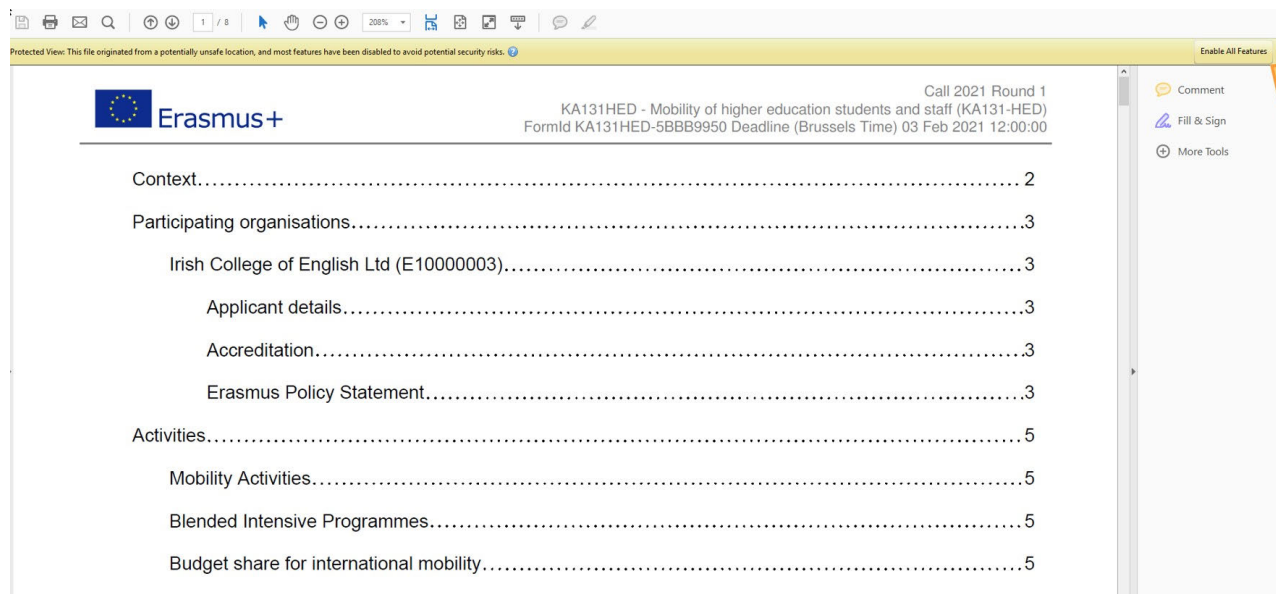 1 / 8
208%
Protected View: This file originated from a potentially unsafe location, and most features have been disabled to avoid potential security risks.
Enable All Features
Erasmus+
Call 2021 Round 1
KA131HED - Mobility of higher education students and staff (KA131-HED)
FormId KA131HED-5BBB9950 Deadline (Brussels Time) 03 Feb 2021 12:00:00
Comment
Fill & Sign
More Tools
Context 2
Participating organisations 3
Irish College of English Ltd (E10000003) 3
Applicant details 3
Accreditation 3
Erasmus Policy Statement 3
Activities 5
Mobility Activities 5
Blended Intensive Programmes 5
Budget share for international mobility 5